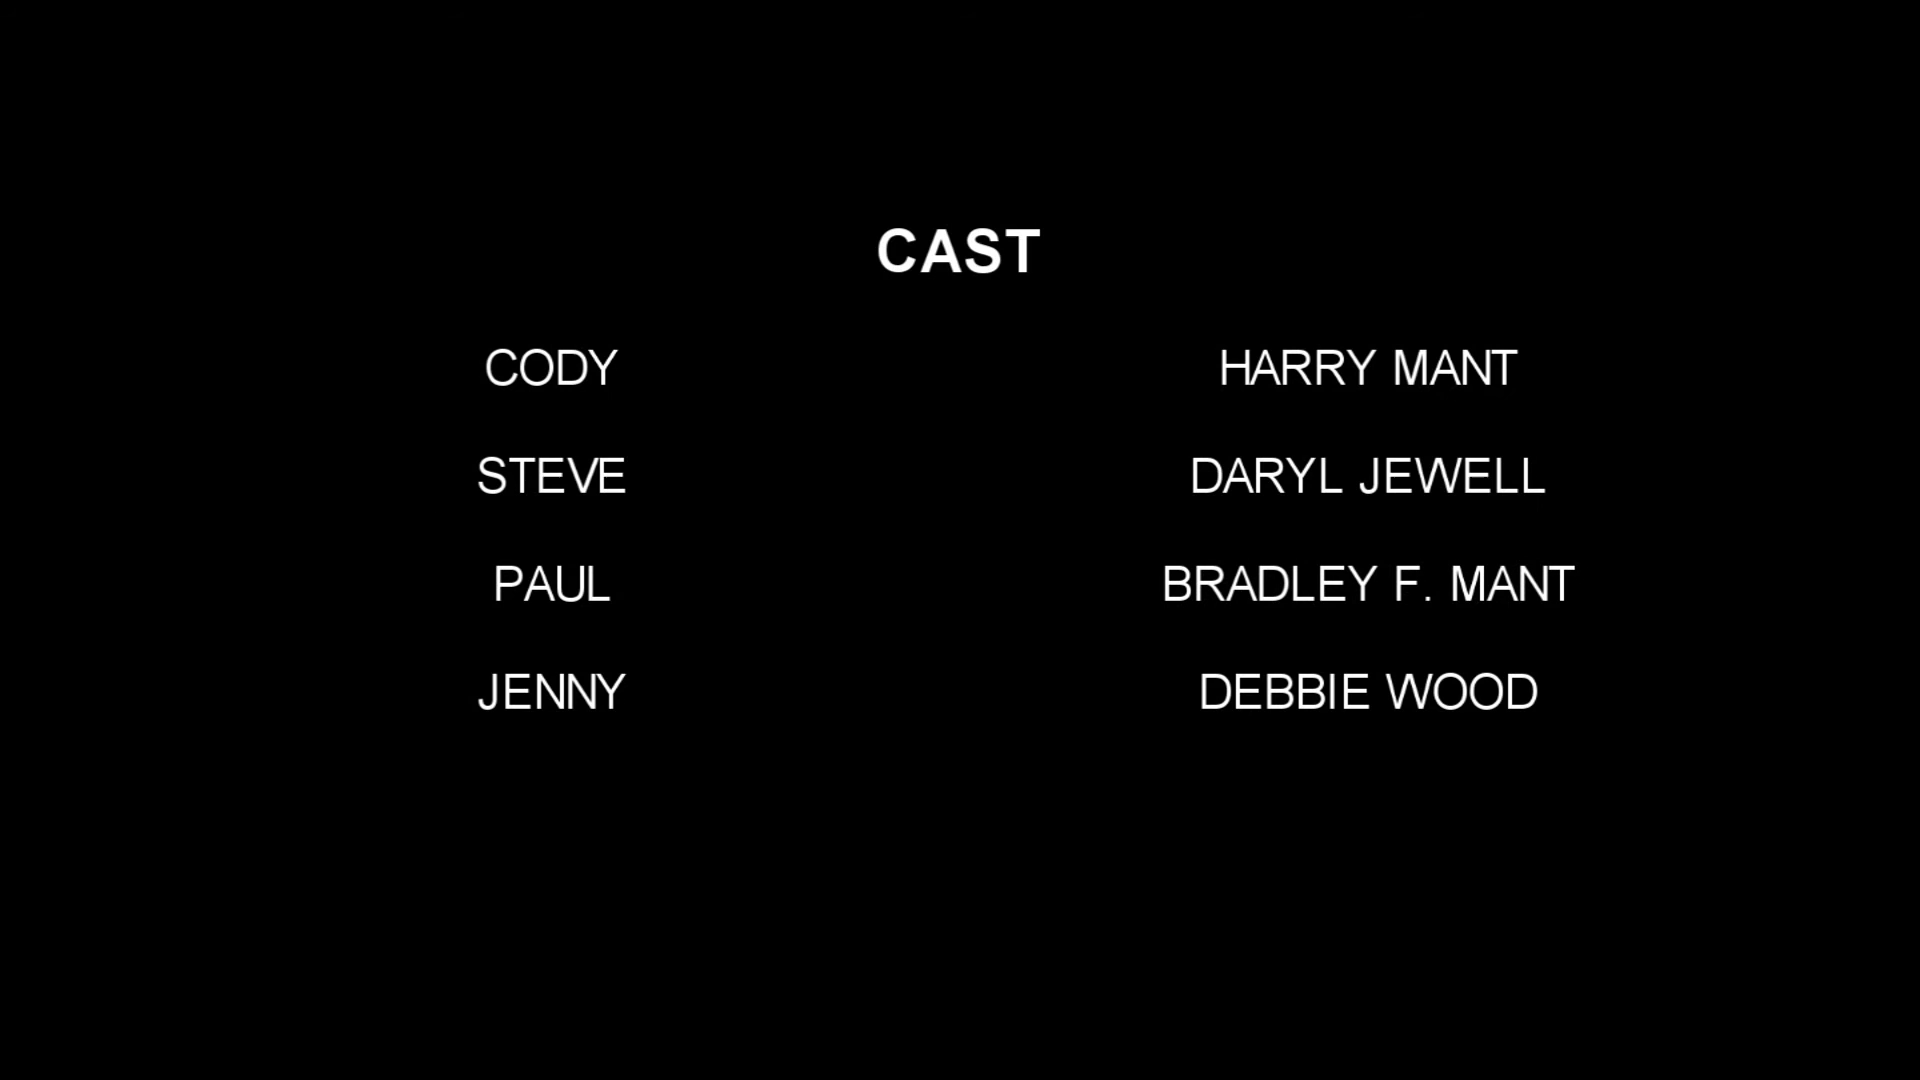 CAST
CODY HARRY MANT
STEVE DARYL JEWELL
PAUL BRADLEY F. MANT
JENNY DEBBIE WOOD